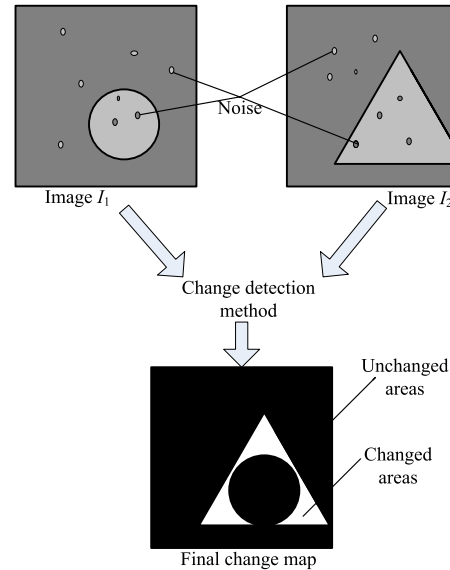 Noise
Image I₁
Image I₂
Change detection
method
Unchanged
areas
Changed
areas
Final change map